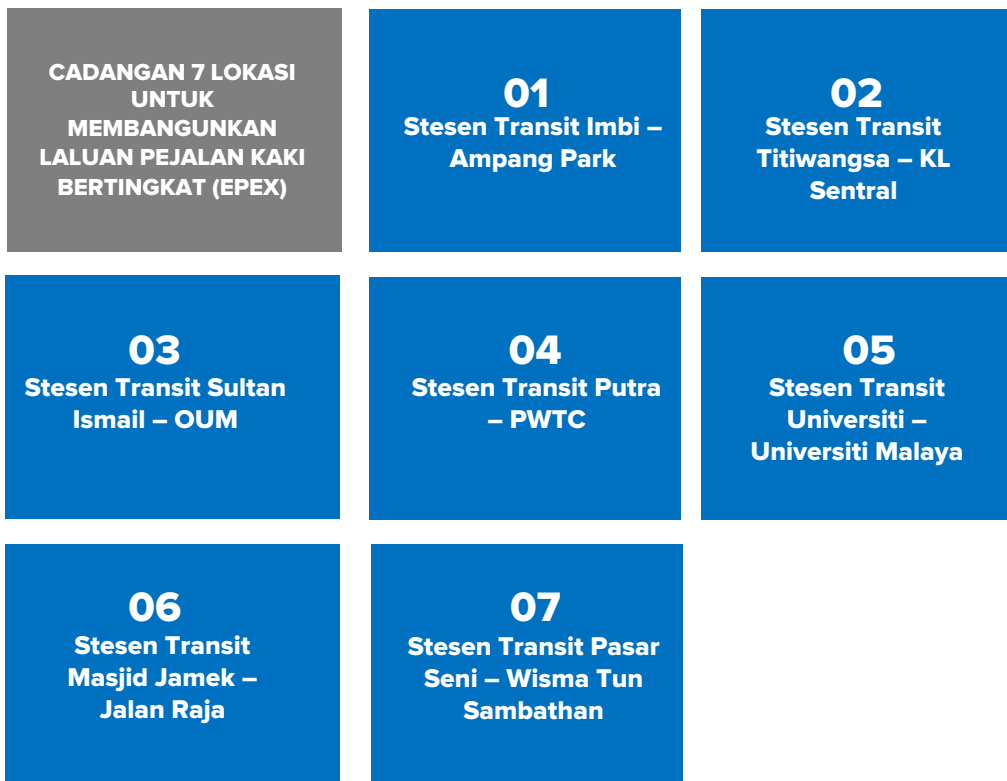 CADANGAN 7 LOKASI
UNTUK
MEMBANGUNKAN
LALUAN PEJALAN KAKI
BERTINGKAT (EPEX)
01
Stesen Transit Imbi –
Ampang Park
02
Stesen Transit
Titiwangsa – KL
Sentral
03
Stesen Transit Sultan
Ismail – OUM
04
Stesen Transit Putra
– PWTC
05
Stesen Transit
Universiti –
Universiti Malaya
06
Stesen Transit
Masjid Jamek –
Jalan Raja
07
Stesen Transit Pasar
Seni – Wisma Tun
Sambathan